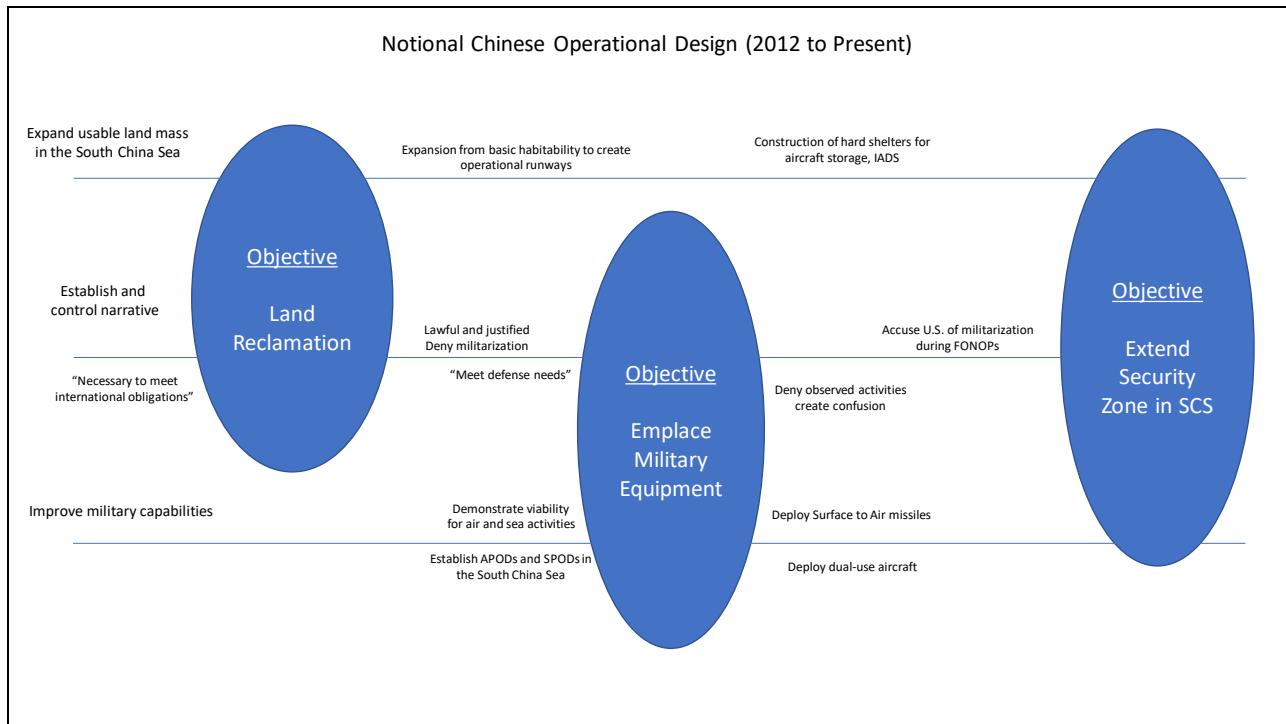 Notional Chinese Operational Design (2012 to Present)
Expand usable land mass
in the South China Sea
Expansion from basic habitability to create
operational runways
Construction of hard shelters for
aircraft storage, IADS
Objective
Land
Reclamation
Establish and
control narrative
"Necessary to meet
international obligations"
Lawful and justified
Deny militarization
"Meet defense needs"
Objective
Emplace
Military
Equipment
Accuse U.S. of militarization
during FONOPs
Deny observed activities
create confusion
Objective
Extend
Security
Zone in SCS
Improve military capabilities
Demonstrate viability
for air and sea activities
Establish APODs and SPODs in
the South China Sea
Deploy Surface to Air missiles
Deploy dual-use aircraft